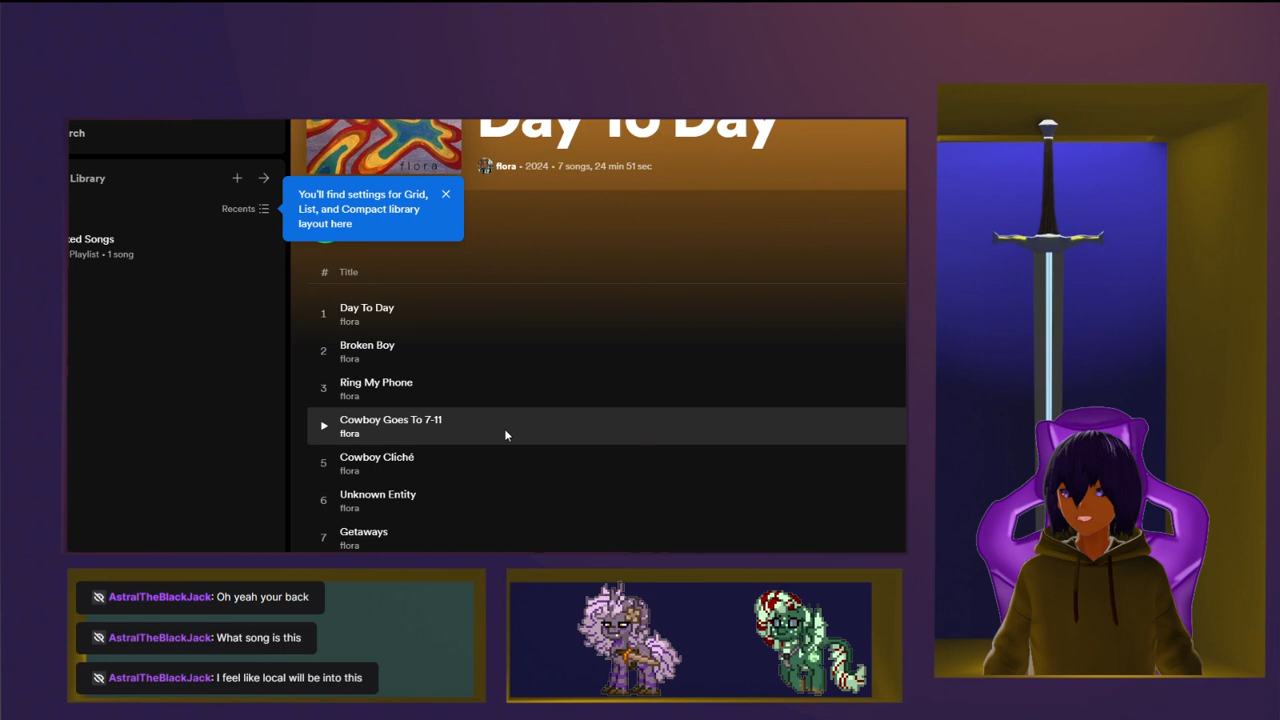 rch
Day To Day
flora
flora • 2024 • 7 songs, 24 min 51 sec
Library
You'll find settings for Grid,
List, and Compact library
layout here
Recents
ed Songs
Playlist • 1 song
# Title
1 Day To Day
flora
2 Broken Boy
flora
3 Ring My Phone
flora
Cowboy Goes To 7-11
flora
5 Cowboy Cliché
flora
6 Unknown Entity
flora
7 Getaways
flora
AstralTheBlackJack: Oh yeah your back
AstralTheBlackJack: What song is this
AstralTheBlackJack: I feel like local will be into this